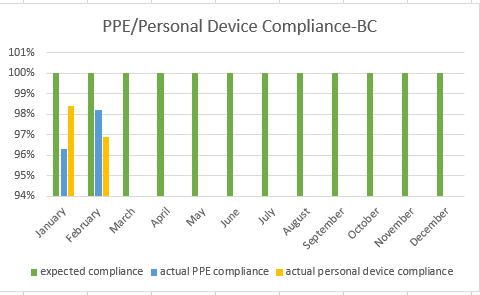 PPE/Personal Device Compliance-BC
101%
100%
99%
98%
97%
96%
95%
94%
January
February
March
April
May
June
July
August
September
October
November
December
expected compliance
actual PPE compliance
actual personal device compliance